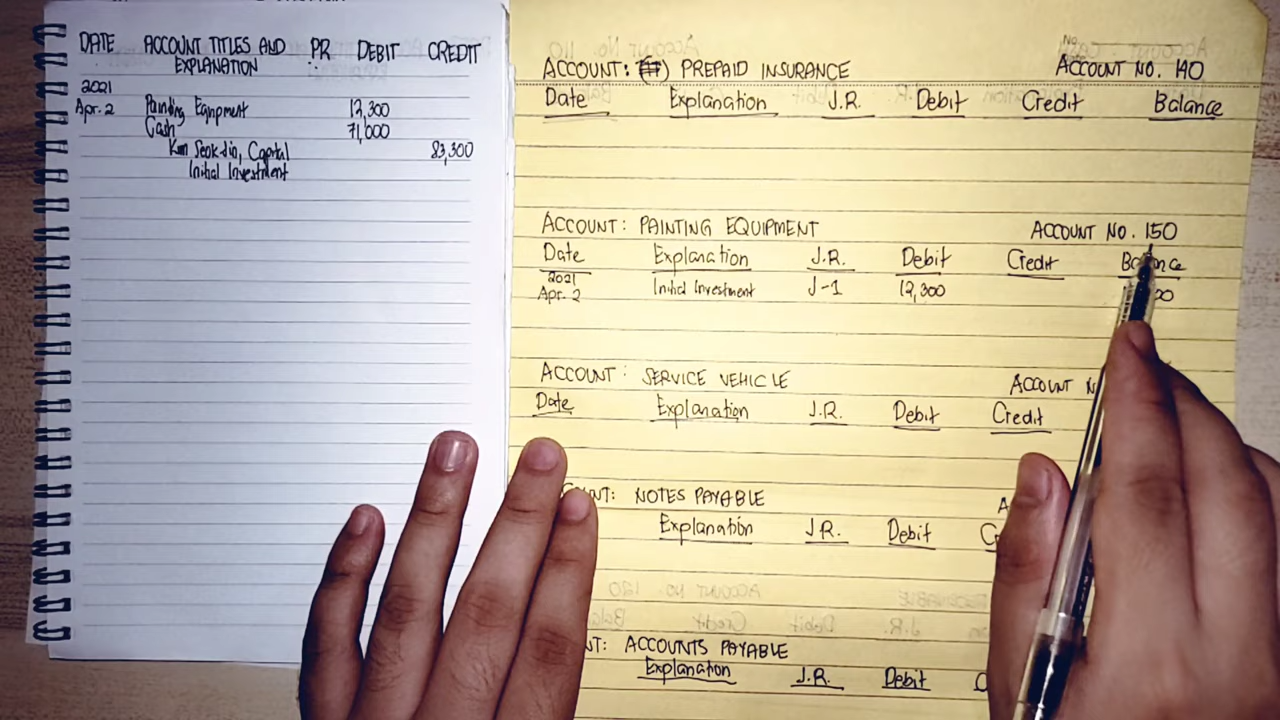 DATE ACCOUNT TITLES AND PR DEBIT CREDIT
EXPLANATION
2021
Apr. 2 Painting Equipment 12,300
Cash 71,000
Kim Seok-Jin, Capital 83,300
Initial Investment
No.
ACCOUNT: PREPAID INSURANCE ACCOUNT NO. 140
Date Explanation J.R. Debit Credit Balance
ACCOUNT: PAINTING EQUIPMENT ACCOUNT NO. 150
Date Explanation J.R. Debit Credit Balance
2021
Apr. 2 Initial Investment J-1 12,300
ACCOUNT: SERVICE VEHICLE ACCOUNT
Date Explanation J.R. Debit Credit
NOTES PAYABLE
Explanation J.R. Debit
ACCOUNTS PAYABLE
Explanation J.R. Debit